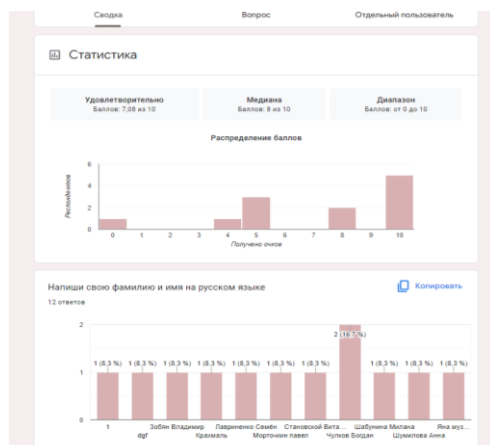 Сводка Вопрос Отдельный пользователь
Статистика
Удовлетворительно Медиана Диапазон
Баллов: 7,08 из 10 Баллов: 8 из 10 Баллов: от 0 до 10
Распределение баллов
6
4
2
0
Респондентов
0 1 2 3 4 5 6 7 8 9 10
Получено очков
Напиши свою фамилию и имя на русском языке Копировать
12 ответов
2
2 (16,7 %)
1 (8,3 %) 1 (8,3 %) 1 (8,3 %) 1 (8,3 %) 1 (8,3 %) 1 (8,3 %) 1 (8,3 %) 1 (8,3 %) 1 (8,3 %)
1
0
1 Зобян Владимир Лавриненко Семён Становской Вита... Шабунина Милана Яна муз...
dgf Крахмаль Морточкин павел Чулков Богдан Шумилова Анна